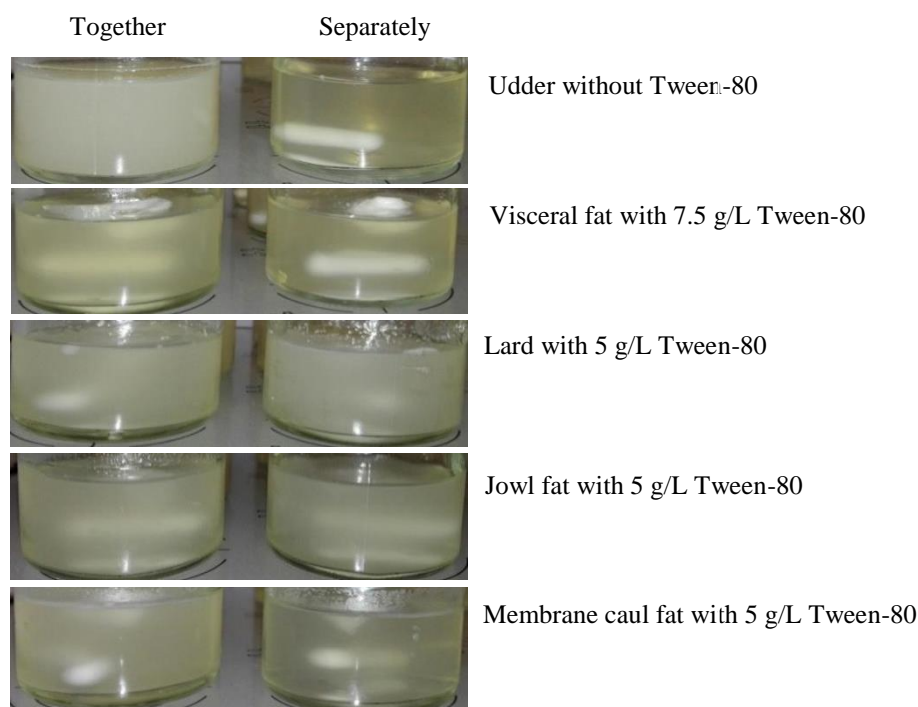 Together Separately
Udder without Tween-80
Visceral fat with 7.5 g/L Tween-80
Lard with 5 g/L Tween-80
Jowl fat with 5 g/L Tween-80
Membrane caul fat with 5 g/L Tween-80